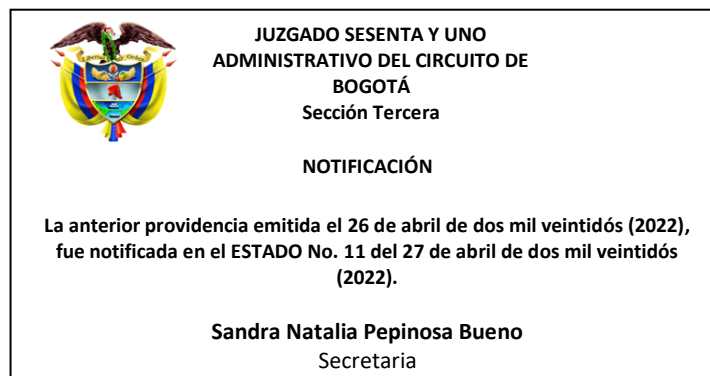 JUZGADO SESENTA Y UNO
ADMINISTRATIVO DEL CIRCUITO DE
BOGOTÁ
Sección Tercera
NOTIFICACIÓN
La anterior providencia emitida el 26 de abril de dos mil veintidós (2022),
fue notificada en el ESTADO No. 11 del 27 de abril de dos mil veintidós
(2022).
Sandra Natalia Pepinosa Bueno
Secretaria